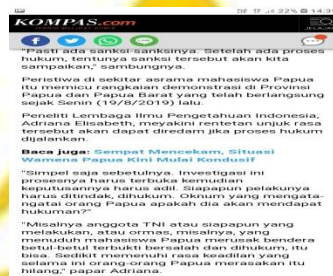 22% 14:39
KOMPAS.com
"Pasti ada sanksi-sanksinya. Setelah ada proses
hukum, tentunya sanksi tersebut akan kita
sampaikan," sambungnya.
Peristiwa di sekitar asrama mahasiswa Papua
itu memicu rangkaian demonstrasi di Provinsi
Papua dan Papua Barat yang telah berlangsung
sejak Senin (19/8/2019) lalu.
Peneliti Lembaga Ilmu Pengetahuan Indonesia,
Adriana Elisabeth, meyakini rentetan unjuk rasa
tersebut akan dapat diredam jika proses hukum
dijalankan.
Baca juga: Sempat Mencekam, Situasi
Wamena Papua Kini Mulai Kondusif
"Simpel saja sebetulnya. Investigasi ini
prosesnya harus terbuka kemudian
keputusannya harus adil. Siapapun pelakunya
harus ditindak, dihukum. Oknum yang mengata-
ngatai orang Papua apakah dia akan mendapat
hukuman?"
"Misalnya anggota TNI atau siapapun yang
melakukan, atau ormas, misalnya, yang
menuduh mahasiswa Papua merusak bendera
betul-betul terbukti bersalah dan dihukum, itu
bisa. Sedikit memenuhi rasa keadilan yang
selama ini orang-orang Papua merasakan itu
hilang," papar Adriana.